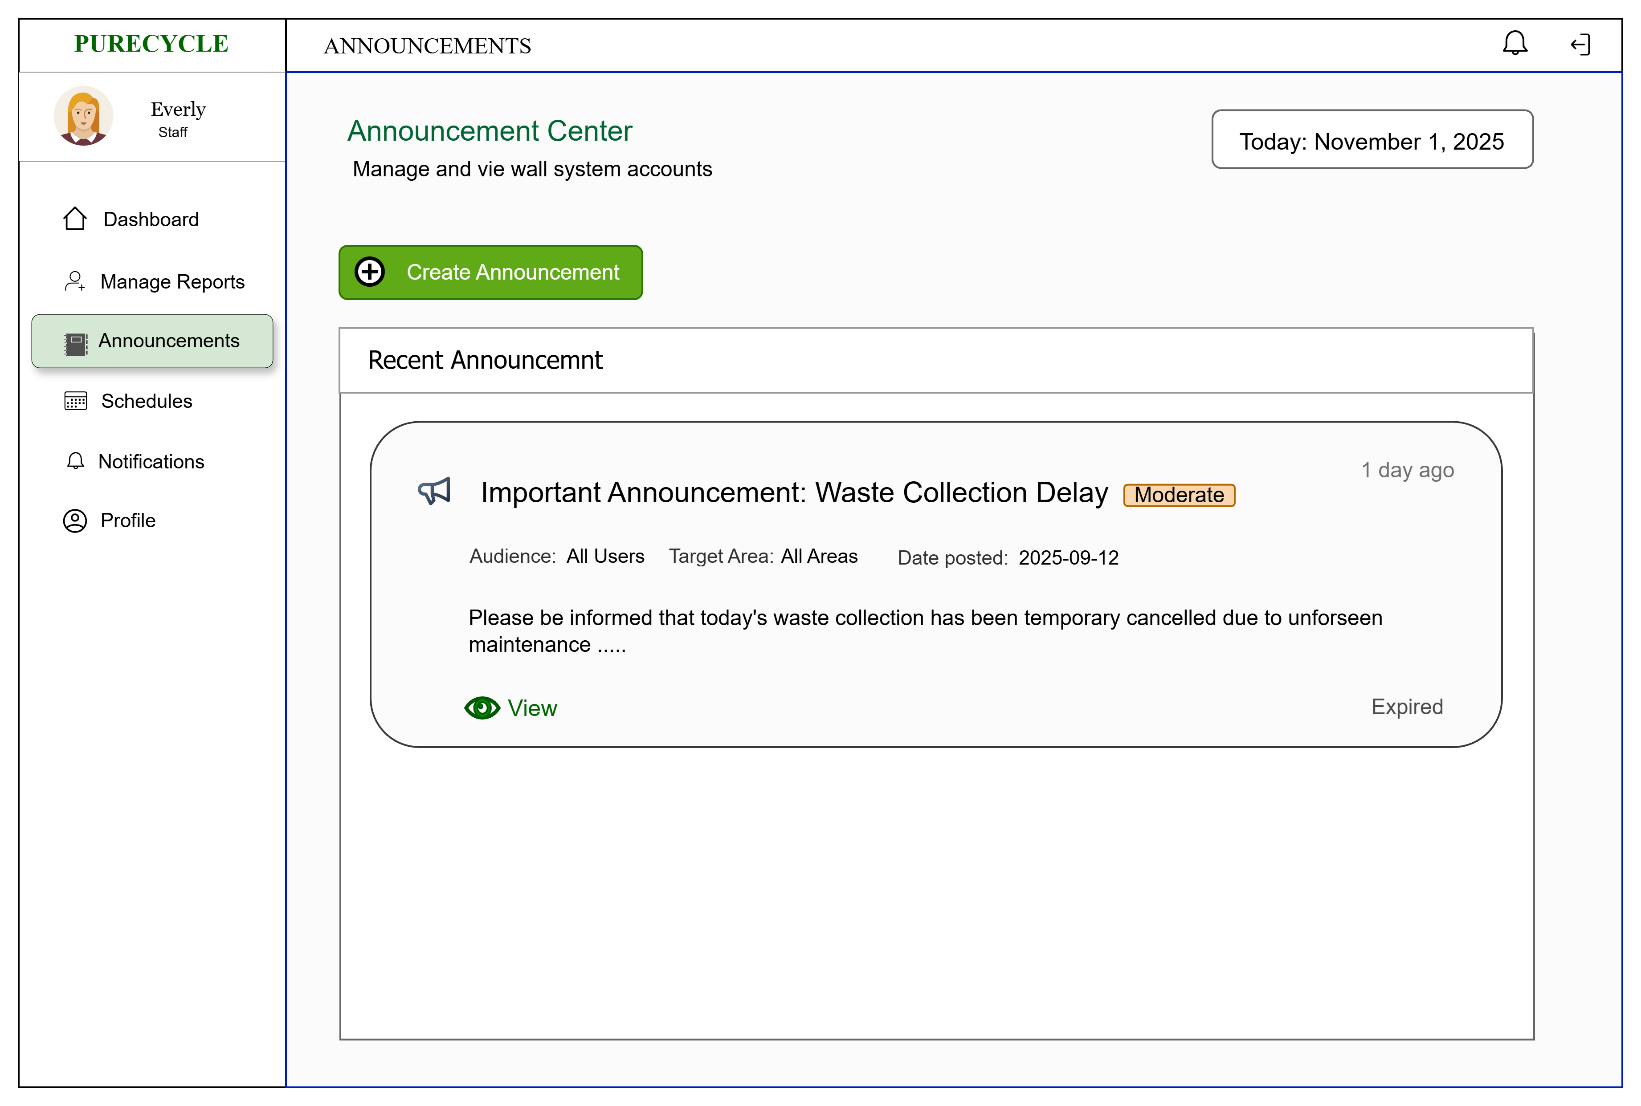 PURECYCLE
ANNOUNCEMENTS
Everly
Staff
Dashboard
Manage Reports
Announcements
Schedules
Notifications
Profile
Announcement Center
Manage and vie wall system accounts
Today: November 1, 2025
Create Announcement
Recent Announcemnt
1 day ago
Important Announcement: Waste Collection Delay Moderate
Audience: All Users Target Area: All Areas Date posted: 2025-09-12
Please be informed that today's waste collection has been temporary cancelled due to unforseen
maintenance .....
View
Expired